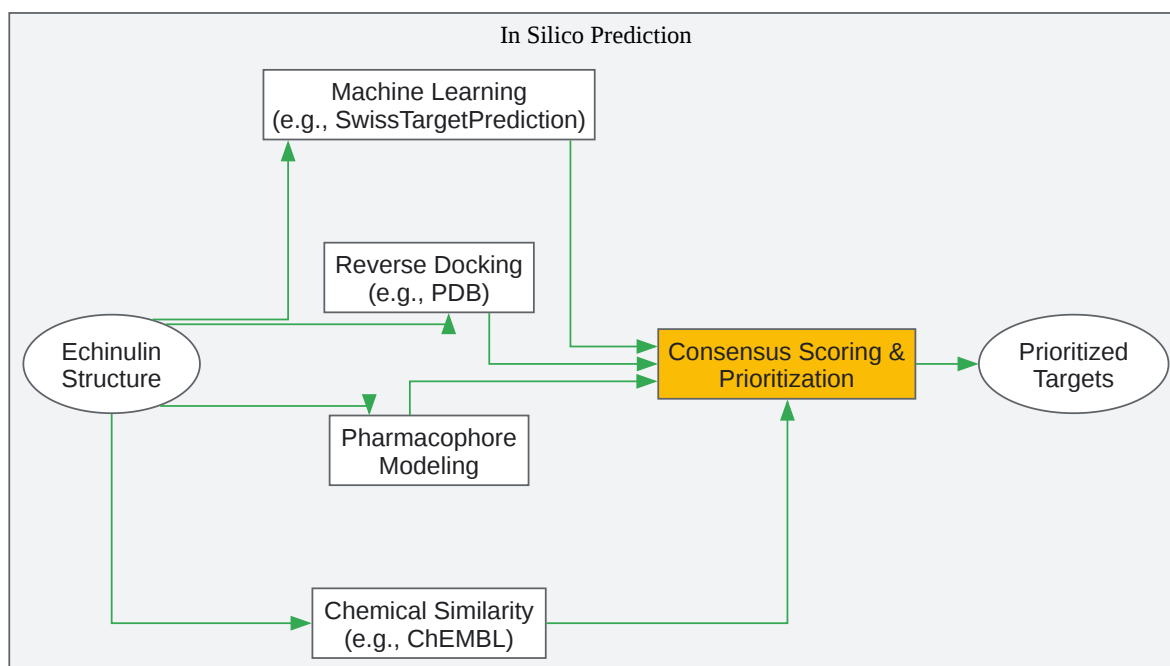 In Silico Prediction
Machine Learning
(e.g., SwissTargetPrediction)
Reverse Docking
(e.g., PDB)
Echinulin
Structure
Consensus Scoring &
Prioritization
Prioritized
Targets
Pharmacophore
Modeling
Chemical Similarity
(e.g., ChEMBL)